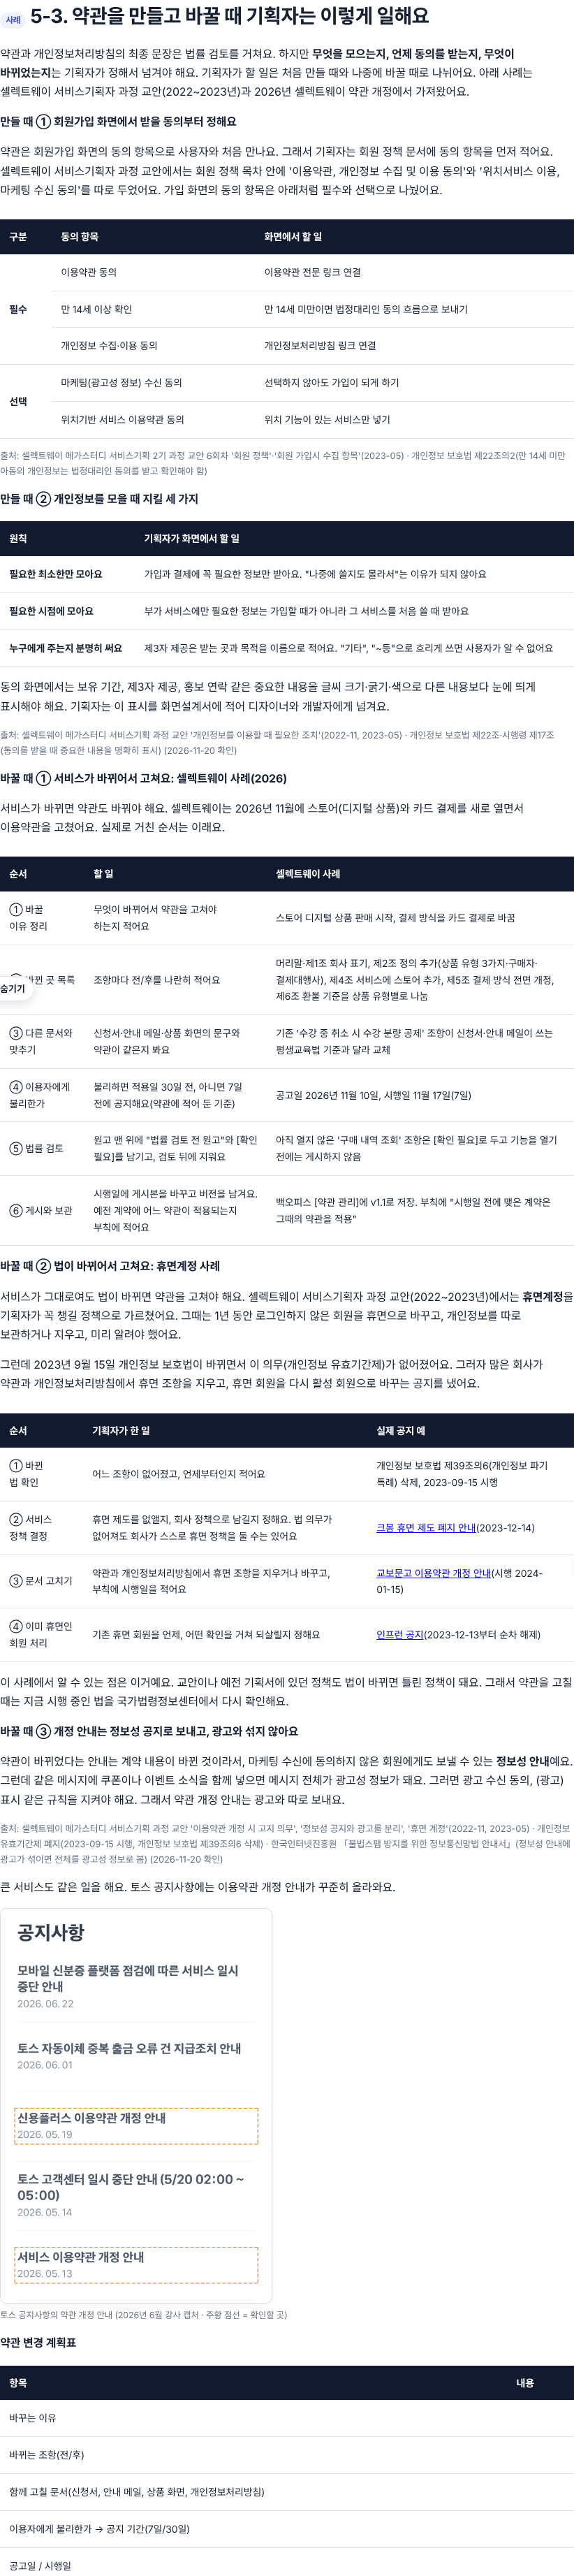 사례 5-3. 약관을 만들고 바꿀 때 기획자는 이렇게 일해요
약관과 개인정보처리방침의 최종 문장은 법률 검토를 거쳐요. 하지만 무엇을 모으는지, 언제 동의를 받는지, 무엇이
바뀌었는지는 기획자가 정해서 넘겨야 해요. 기획자가 할 일은 처음 만들 때와 나중에 바꿀 때로 나뉘어요. 아래 사례는
셀렉트웨이 서비스기획자 과정 교안(2022~2023년)과 2026년 셀렉트웨이 약관 개정에서 가져왔어요.
만들 때 ① 회원가입 화면에서 받을 동의부터 정해요
약관은 회원가입 화면의 동의 항목으로 사용자와 처음 만나요. 그래서 기획자는 회원 정책 문서에 동의 항목을 먼저 적어요.
셀렉트웨이 서비스기획자 과정 교안에서는 회원 정책 목차 안에 '이용약관, 개인정보 수집 및 이용 동의'와 '위치서비스 이용,
마케팅 수신 동의'를 따로 두었어요. 가입 화면의 동의 항목은 아래처럼 필수와 선택으로 나눴어요.
구분 동의 항목 화면에서 할 일
필수 이용약관 동의 이용약관 전문 링크 연결
만 14세 이상 확인 만 14세 미만이면 법정대리인 동의 흐름으로 보내기
개인정보 수집·이용 동의 개인정보처리방침 링크 연결
선택 마케팅(광고성 정보) 수신 동의 선택하지 않아도 가입이 되게 하기
위치기반 서비스 이용약관 동의 위치 기능이 있는 서비스만 넣기
출처: 셀렉트웨이 메가스터디 서비스기획 2기 과정 교안 6회차 '회원 정책'·'회원 가입시 수집 항목'(2023-05) · 개인정보 보호법 제22조의2(만 14세 미만
아동의 개인정보는 법정대리인 동의를 받고 확인해야 함)
만들 때 ② 개인정보를 모을 때 지킬 세 가지
원칙 기획자가 화면에서 할 일
필요한 최소한만 모아요 가입과 결제에 꼭 필요한 정보만 받아요. "나중에 쓸지도 몰라서"는 이유가 되지 않아요
필요한 시점에 모아요 부가 서비스에만 필요한 정보는 가입할 때가 아니라 그 서비스를 처음 쓸 때 받아요
누구에게 주는지 분명히 써요 제3자 제공은 받는 곳과 목적을 이름으로 적어요. "기타", "~등"으로 흐리게 쓰면 사용자가 알 수 없어요
동의 화면에서는 보유 기간, 제3자 제공, 홍보 연락 같은 중요한 내용을 글씨 크기·굵기·색으로 다른 내용보다 눈에 띄게
표시해야 해요. 기획자는 이 표시를 화면설계서에 적어 디자이너와 개발자에게 넘겨요.
출처: 셀렉트웨이 메가스터디 서비스기획 과정 교안 '개인정보를 이용할 때 필요한 조치'(2022-11, 2023-05) · 개인정보 보호법 제22조·시행령 제17조
(동의를 받을 때 중요한 내용을 명확히 표시) (2026-11-20 확인)
바꿀 때 ① 서비스가 바뀌어서 고쳐요: 셀렉트웨이 사례(2026)
서비스가 바뀌면 약관도 바꿔야 해요. 셀렉트웨이는 2026년 11월에 스토어(디지털 상품)와 카드 결제를 새로 열면서
이용약관을 고쳤어요. 실제로 거친 순서는 이래요.
순서 할 일 셀렉트웨이 사례
① 바꿀
이유 정리 무엇이 바뀌어서 약관을 고쳐야
하는지 적어요 스토어 디지털 상품 판매 시작, 결제 방식을 카드 결제로 바꿈
바뀐 곳 목록 조항마다 전/후를 나란히 적어요 머리말·제1조 회사 표기, 제2조 정의 추가(상품 유형 3가지·구매자·
결제대행사), 제4조 서비스에 스토어 추가, 제5조 결제 방식 전면 개정,
제6조 환불 기준을 상품 유형별로 나눔
숨기기
③ 다른 문서와
맞추기 신청서·안내 메일·상품 화면의 문구와
약관이 같은지 봐요 기존 '수강 중 취소 시 수강 분량 공제' 조항이 신청서·안내 메일이 쓰는
평생교육법 기준과 달라 교체
④ 이용자에게
불리한가 불리하면 적용일 30일 전, 아니면 7일
전에 공지해요(약관에 적어 둔 기준) 공고일 2026년 11월 10일, 시행일 11월 17일(7일)
⑤ 법률 검토 원고 맨 위에 "법률 검토 전 원고"와 [확인
필요]를 남기고, 검토 뒤에 지워요 아직 열지 않은 '구매 내역 조회' 조항은 [확인 필요]로 두고 기능을 열기
전에는 게시하지 않음
⑥ 게시와 보관 시행일에 게시본을 바꾸고 버전을 남겨요.
예전 계약에 어느 약관이 적용되는지
부칙에 적어요 백오피스 [약관 관리]에 v1.1로 저장. 부칙에 "시행일 전에 맺은 계약은
그때의 약관을 적용"
바꿀 때 ② 법이 바뀌어서 고쳐요: 휴면계정 사례
서비스가 그대로여도 법이 바뀌면 약관을 고쳐야 해요. 셀렉트웨이 서비스기획자 과정 교안(2022~2023년)에서는 휴면계정을
기획자가 꼭 챙길 정책으로 가르쳤어요. 그때는 1년 동안 로그인하지 않은 회원을 휴면으로 바꾸고, 개인정보를 따로
보관하거나 지우고, 미리 알려야 했어요.
그런데 2023년 9월 15일 개인정보 보호법이 바뀌면서 이 의무(개인정보 유효기간제)가 없어졌어요. 그러자 많은 회사가
약관과 개인정보처리방침에서 휴면 조항을 지우고, 휴면 회원을 다시 활성 회원으로 바꾸는 공지를 냈어요.
순서 기획자가 한 일 실제 공지 예
① 바뀐
법 확인 어느 조항이 없어졌고, 언제부터인지 적어요 개인정보 보호법 제39조의6(개인정보 파기
특례) 삭제, 2023-09-15 시행
② 서비스
정책 결정 휴면 제도를 없앨지, 회사 정책으로 남길지 정해요. 법 의무가
없어져도 회사가 스스로 휴면 정책을 둘 수는 있어요 크몽 휴면 제도 폐지 안내(2023-12-14)
③ 문서 고치기 약관과 개인정보처리방침에서 휴면 조항을 지우거나 바꾸고,
부칙에 시행일을 적어요 교보문고 이용약관 개정 안내(시행 2024-
01-15)
④ 이미 휴면인
회원 처리 기존 휴면 회원을 언제, 어떤 확인을 거쳐 되살릴지 정해요 인프런 공지(2023-12-13부터 순차 해제)
이 사례에서 알 수 있는 점은 이거예요. 교안이나 예전 기획서에 있던 정책도 법이 바뀌면 틀린 정책이 돼요. 그래서 약관을 고칠
때는 지금 시행 중인 법을 국가법령정보센터에서 다시 확인해요.
바꿀 때 ③ 개정 안내는 정보성 공지로 보내고, 광고와 섞지 않아요
약관이 바뀌었다는 안내는 계약 내용이 바뀐 것이라서, 마케팅 수신에 동의하지 않은 회원에게도 보낼 수 있는 정보성 안내예요.
그런데 같은 메시지에 쿠폰이나 이벤트 소식을 함께 넣으면 메시지 전체가 광고성 정보가 돼요. 그러면 광고 수신 동의, (광고)
표시 같은 규칙을 지켜야 해요. 그래서 약관 개정 안내는 광고와 따로 보내요.
출처: 셀렉트웨이 메가스터디 서비스기획 과정 교안 '이용약관 개정 시 고지 의무', '정보성 공지와 광고를 분리', '휴면 계정'(2022-11, 2023-05) · 개인정보
유효기간제 폐지(2023-09-15 시행, 개인정보 보호법 제39조의6 삭제) · 한국인터넷진흥원 「불법스팸 방지를 위한 정보통신망법 안내서」(정보성 안내에
광고가 섞이면 전체를 광고성 정보로 봄) (2026-11-20 확인)
큰 서비스도 같은 일을 해요. 토스 공지사항에는 이용약관 개정 안내가 꾸준히 올라와요.
공지사항
모바일 신분증 플랫폼 점검에 따른 서비스 일시
중단 안내
2026. 06. 22
토스 자동이체 중복 출금 오류 건 지급조치 안내
2026. 06. 01
신용플러스 이용약관 개정 안내
2026. 05. 19
토스 고객센터 일시 중단 안내 (5/20 02:00 ~
05:00)
2026. 05. 14
서비스 이용약관 개정 안내
2026. 05. 13
토스 공지사항의 약관 개정 안내 (2026년 6월 강사 캡처 · 주황 점선 = 확인할 곳)
약관 변경 계획표
항목 내용
바꾸는 이유
바뀌는 조항(전/후)
함께 고칠 문서(신청서, 안내 메일, 상품 화면, 개인정보처리방침)
이용자에게 불리한가 → 공지 기간(7일/30일)
공고일 / 시행일